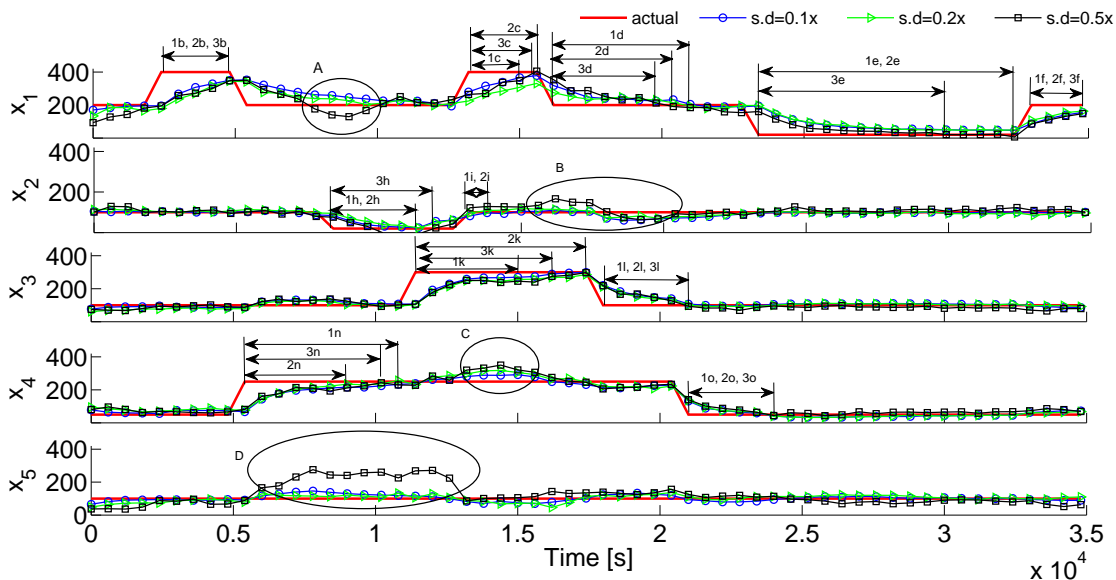 actual s.d=0.1x s.d=0.2x s.d=0.5x
2c
3c
1c
1d
2d
3d
1b, 2b, 3b
A
1e, 2e
3e
1f, 2f, 3f
x1
400
200
3h
1h, 2h
1i, 2i
B
x2
400
200
2k
3k
1k
1l, 2l, 3l
x3
400
200
1n
3n
2n
C
1o, 2o, 3o
x4
400
200
D
x5
400
200
0
0 0.5 1 1.5 2 2.5 3 35
Time [s]
x 10^4